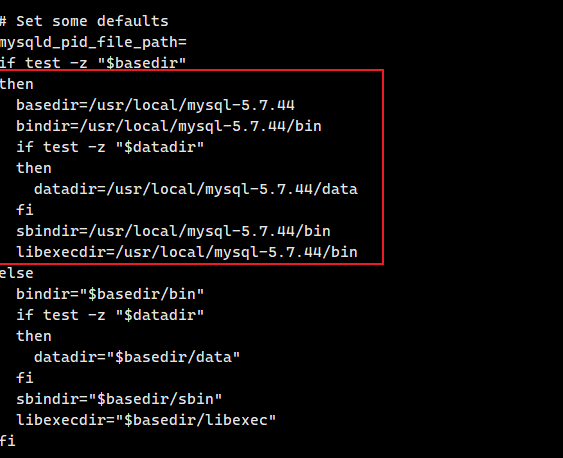 # Set some defaults
mysqld_pid_file_path=
if test -z "$basedir"
then
  basedir=/usr/local/mysql-5.7.44
  bindir=/usr/local/mysql-5.7.44/bin
  if test -z "$datadir"
  then
    datadir=/usr/local/mysql-5.7.44/data
  fi
  sbindir=/usr/local/mysql-5.7.44/bin
  libexecdir=/usr/local/mysql-5.7.44/bin
else
  bindir="$basedir/bin"
  if test -z "$datadir"
  then
    datadir="$basedir/data"
  fi
  sbindir="$basedir/sbin"
  libexecdir="$basedir/libexec"
fi